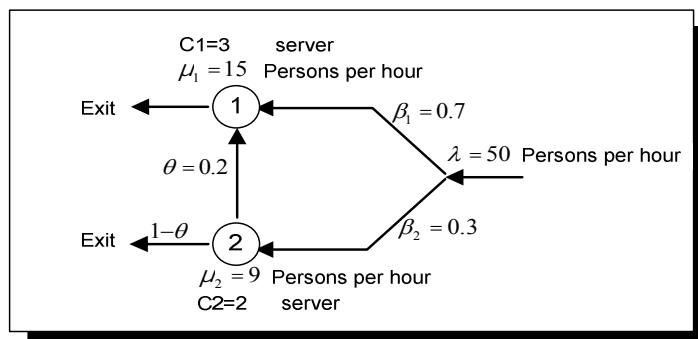 C1=3 server
μ₁ = 15 Persons per hour
Exit
1
β₁ = 0.7
λ = 50 Persons per hour
θ = 0.2
Exit
1−θ
2
β₂ = 0.3
μ₂ = 9 Persons per hour
C2=2 server